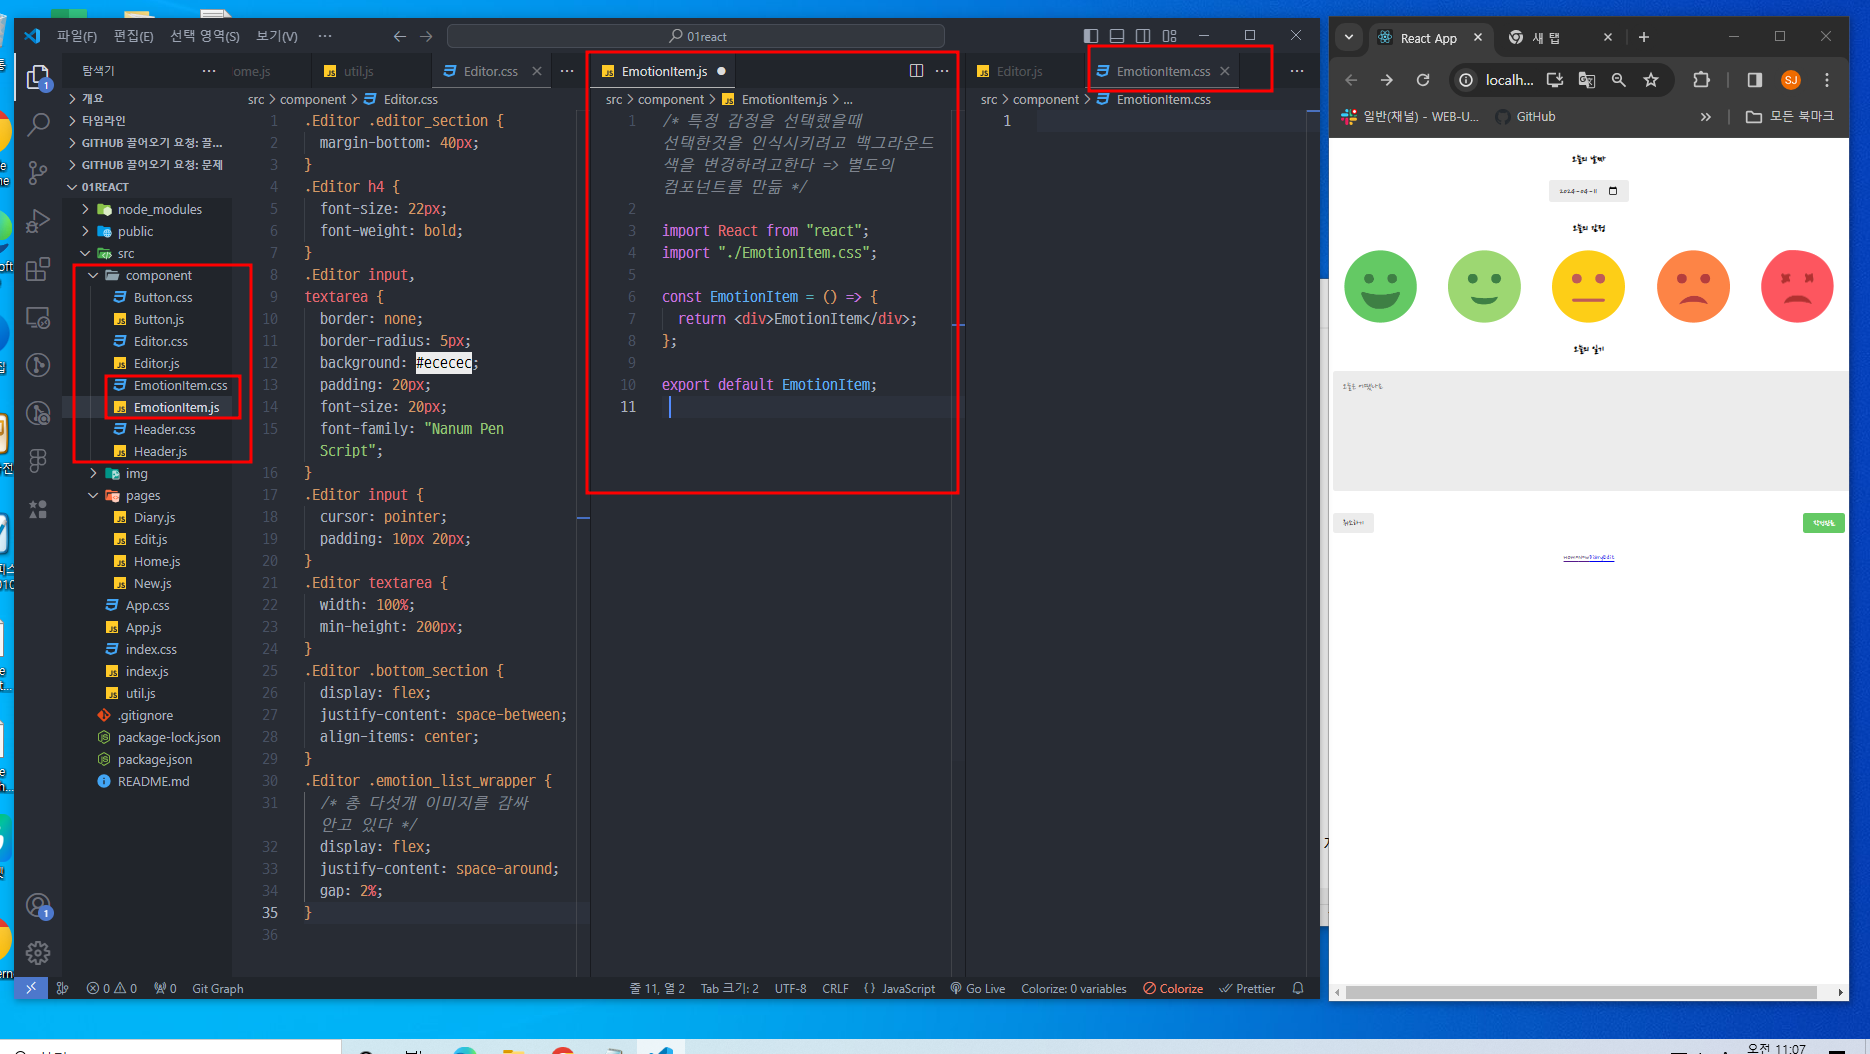 파일(F) 편집(E) 선택 영역(S) 보기(V) ··· 01react
탐색기
개요
타임라인
GITHUB 끌어오기 요청: 끌...
GITHUB 끌어오기 요청: 문제
01REACT
node_modules
public
src
component
Button.css
Button.js
Editor.css
Editor.js
EmotionItem.css
EmotionItem.js
Header.css
Header.js
img
pages
Diary.js
Edit.js
Home.js
New.js
App.css
App.js
index.css
index.js
util.js
.gitignore
package-lock.json
package.json
README.md
ome.js util.js Editor.css
src > component > Editor.css
1 .Editor .editor_section {
2 margin-bottom: 40px;
3 }
4 .Editor h4 {
5 font-size: 22px;
6 font-weight: bold;
7 }
8 .Editor input,
9 textarea {
10 border: none;
11 border-radius: 5px;
12 background: #ececec;
13 padding: 20px;
14 font-size: 20px;
15 font-family: "Nanum Pen
Script";
16 }
17 .Editor input {
18 cursor: pointer;
19 padding: 10px 20px;
20 }
21 .Editor textarea {
22 width: 100%;
23 min-height: 200px;
24 }
25 .Editor .bottom_section {
26 display: flex;
27 justify-content: space-between;
28 align-items: center;
29 }
30 .Editor .emotion_list_wrapper {
31 /* 총 다섯개 이미지를 감싸
안고 있다 */
32 display: flex;
33 justify-content: space-around;
34 gap: 2%;
35 }
36
EmotionItem.js
src > component > EmotionItem.js > ...
1 /* 특정 감정을 선택했을때
선택한것을 인식시키려고 백그라운드
색을 변경하려고한다 => 별도의
컴포넌트를 만듦 */
2
3 import React from "react";
4 import "./EmotionItem.css";
5
6 const EmotionItem = () => {
7 return <div>EmotionItem</div>;
8 };
9
10 export default EmotionItem;
11
Editor.js EmotionItem.css
src > component > EmotionItem.css
1
0 0 0 Git Graph 줄 11, 열 2 Tab 크기: 2 UTF-8 CRLF {} JavaScript Go Live Colorize: 0 variables Colorize Prettier
React App 새 탭
localh... SJ
일반(채널) - WEB-U... GitHub » 모든 북마크
오늘의 날짜
오늘의 감정
오늘의 일기
취소하기
오전 11:07